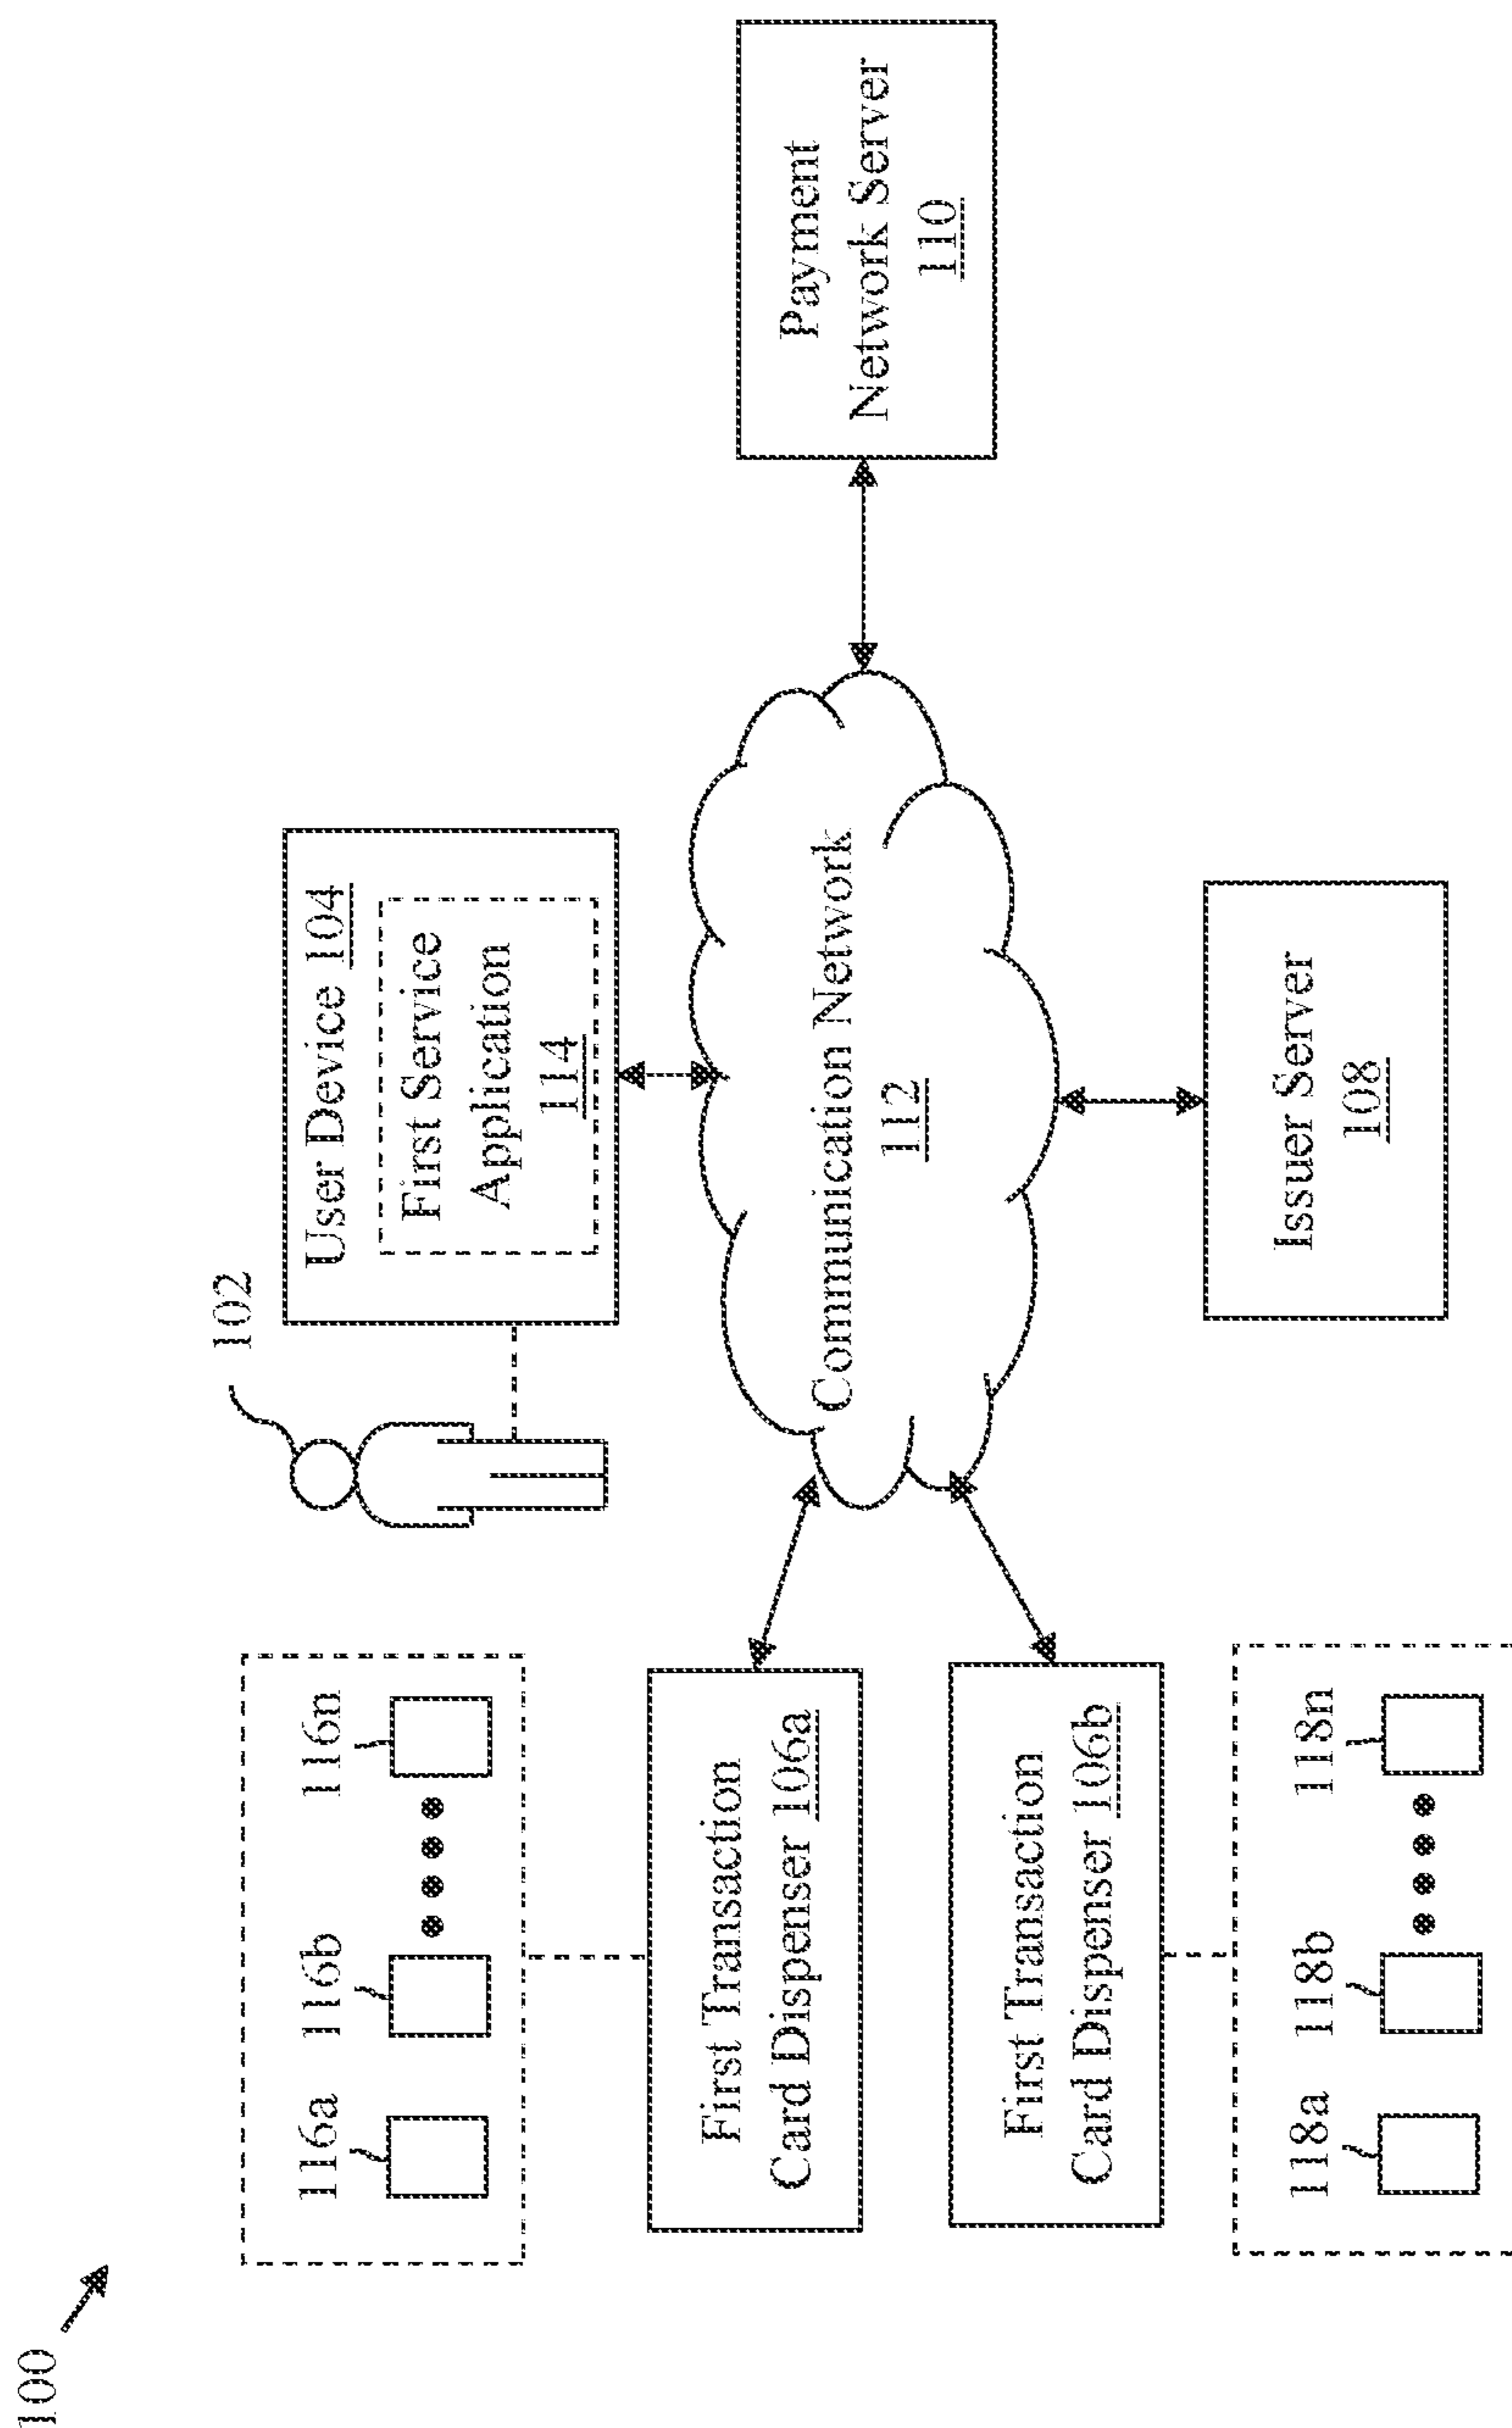 100
116a
116b
116n
102
User Device 104
First Service
Application
114
First Transaction
Card Dispenser 106a
Communication Network
112
Payment
Network Server
110
First Transaction
Card Dispenser 106b
Issuer Server
108
118a
118b
118n